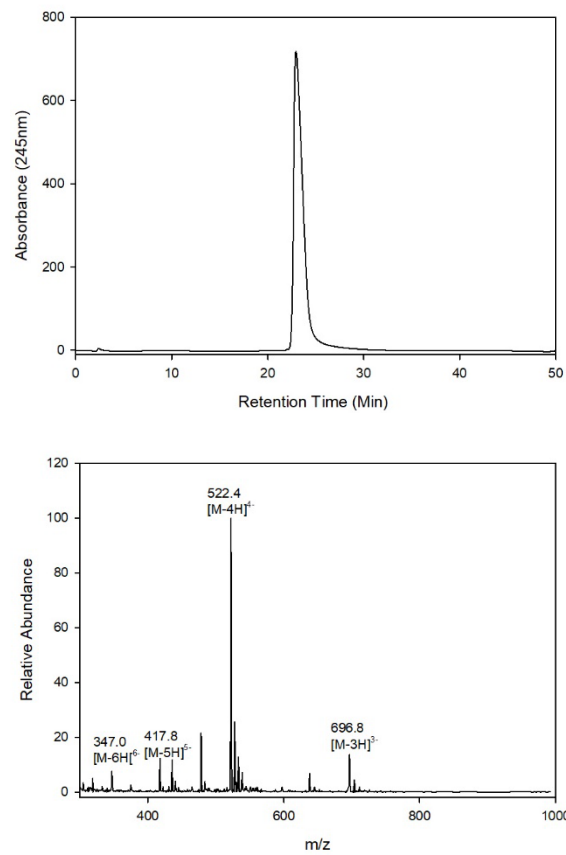 800
600
400
200
0
Absorbance (245nm)
0 10 20 30 40 50
Retention Time (Min)
120
100
80
60
40
20
0
Relative Abundance
522.4
[M-4H]4-
347.0
[M-6H[6-
417.8
[M-5H]5-
696.8
[M-3H]3-
400 600 800 1000
m/z